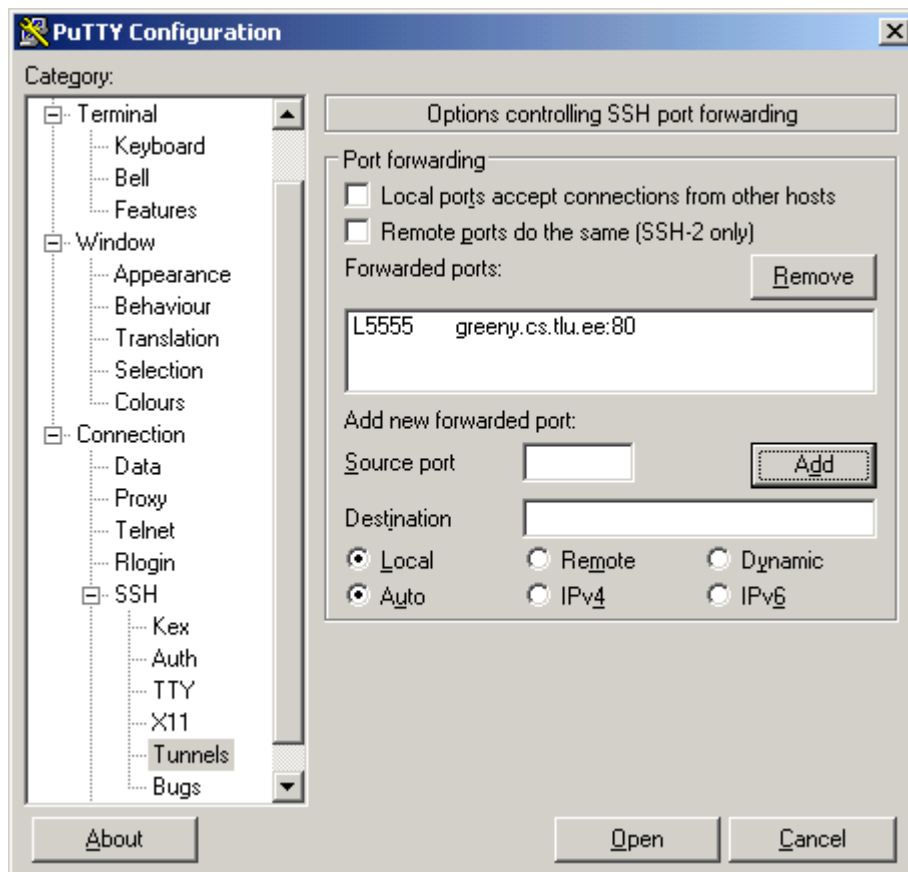 PuTTY Configuration
Category:
Terminal
Keyboard
Bell
Features
Window
Appearance
Behaviour
Translation
Selection
Colours
Connection
Data
Proxy
Telnet
Rlogin
SSH
Kex
Auth
TTY
X11
Tunnels
Bugs
Options controlling SSH port forwarding
Port forwarding
Local ports accept connections from other hosts
Remote ports do the same (SSH-2 only)
Forwarded ports:
Remove
L5555 greeny.cs.tlu.ee:80
Add new forwarded port:
Source port
Add
Destination
Local Remote Dynamic
Auto IPv4 IPv6
About
Open
Cancel